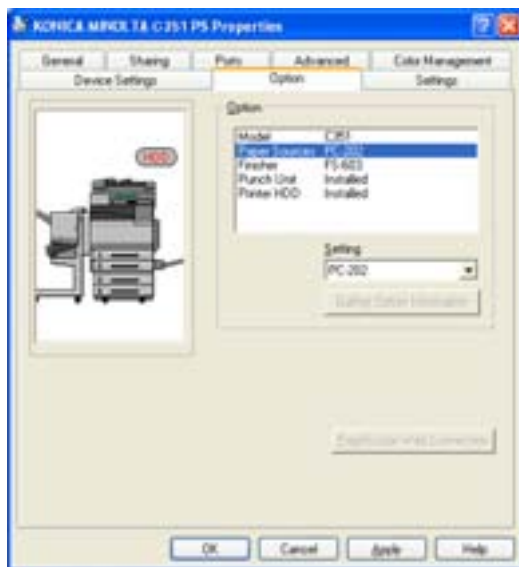 KONICA MINOLTA C351 PS Properties
General Sharing Ports Advanced Color Management
Device Settings Option Settings
HDD
Option
Model C351
Paper Sources PC-202
Finisher FS-603
Punch Unit Installed
Printer HDD Installed
Setting
PC-202
OK Cancel Apply Help